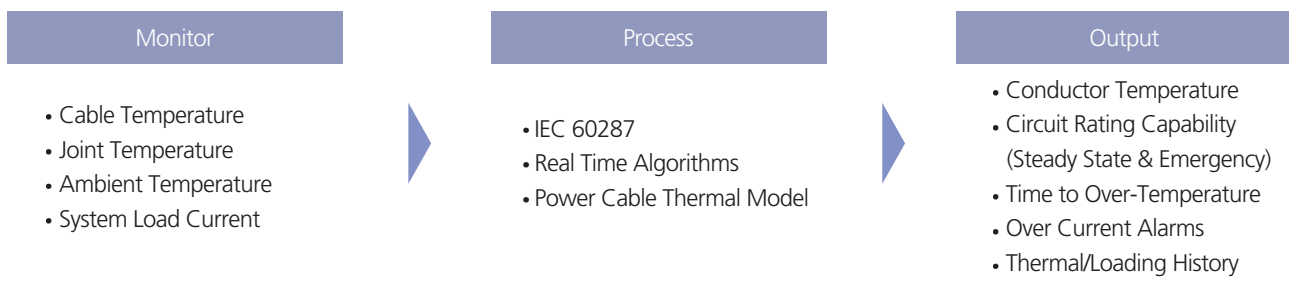 Monitor
• Cable Temperature
• Joint Temperature
• Ambient Temperature
• System Load Current
Process
• IEC 60287
• Real Time Algorithms
• Power Cable Thermal Model
Output
• Conductor Temperature
• Circuit Rating Capability
(Steady State & Emergency)
• Time to Over-Temperature
• Over Current Alarms
• Thermal/Loading History